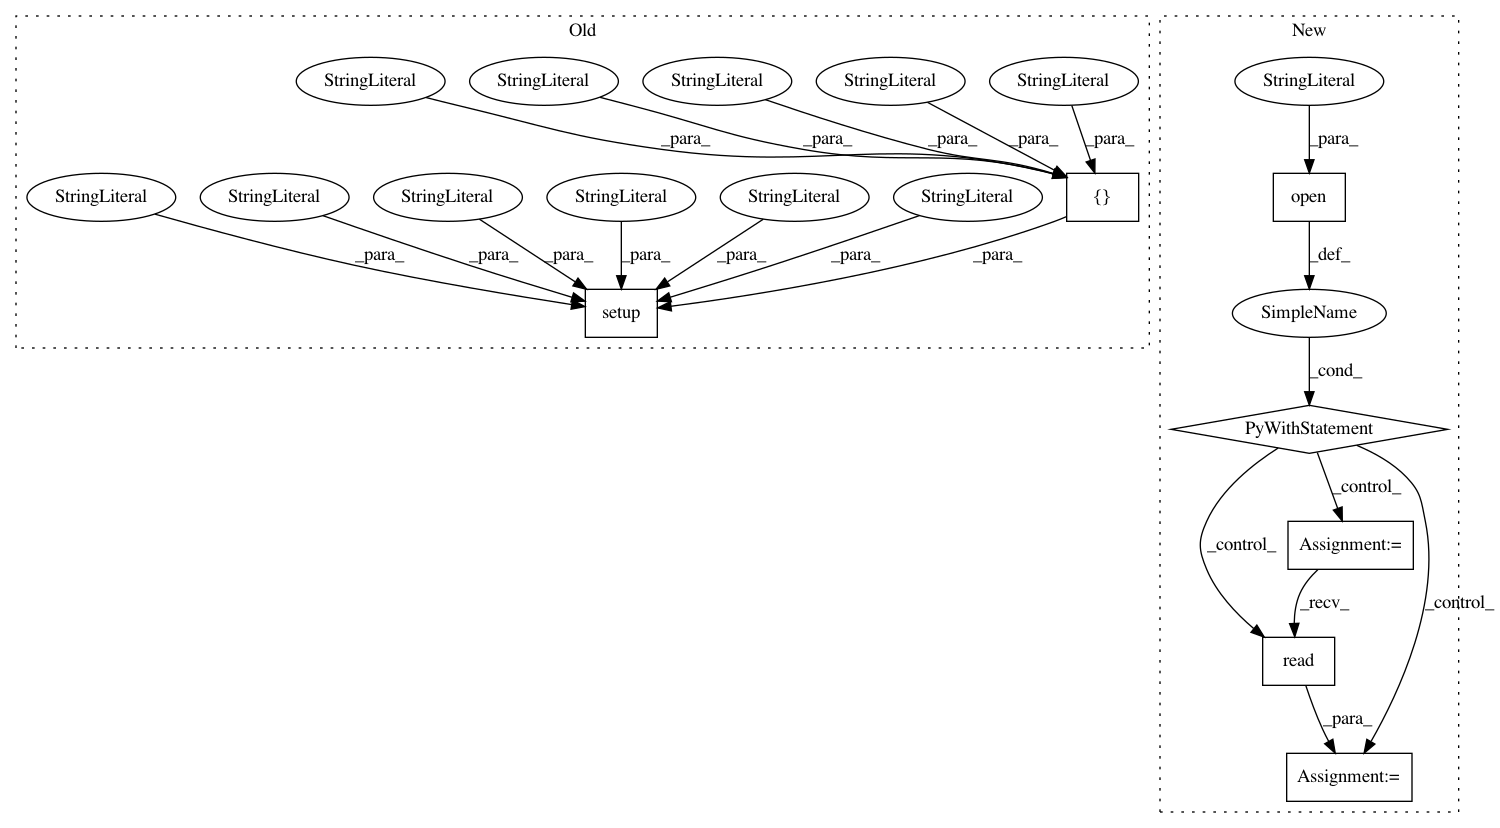 Old
New
StringLiteral StringLiteral StringLiteral StringLiteral StringLiteral StringLiteral
_para_ _para_ _para_ _para_ _para_ _para_
StringLiteral StringLiteral StringLiteral StringLiteral StringLiteral StringLiteral {} open
_para_ _para_ _para_ _para_ _para_ _para_ _para_ _def_
setup SimpleName
_cond_
PyWithStatement
_control_
_control_ Assignment:=
_recv_ _control_
read
_para_
Assignment:=